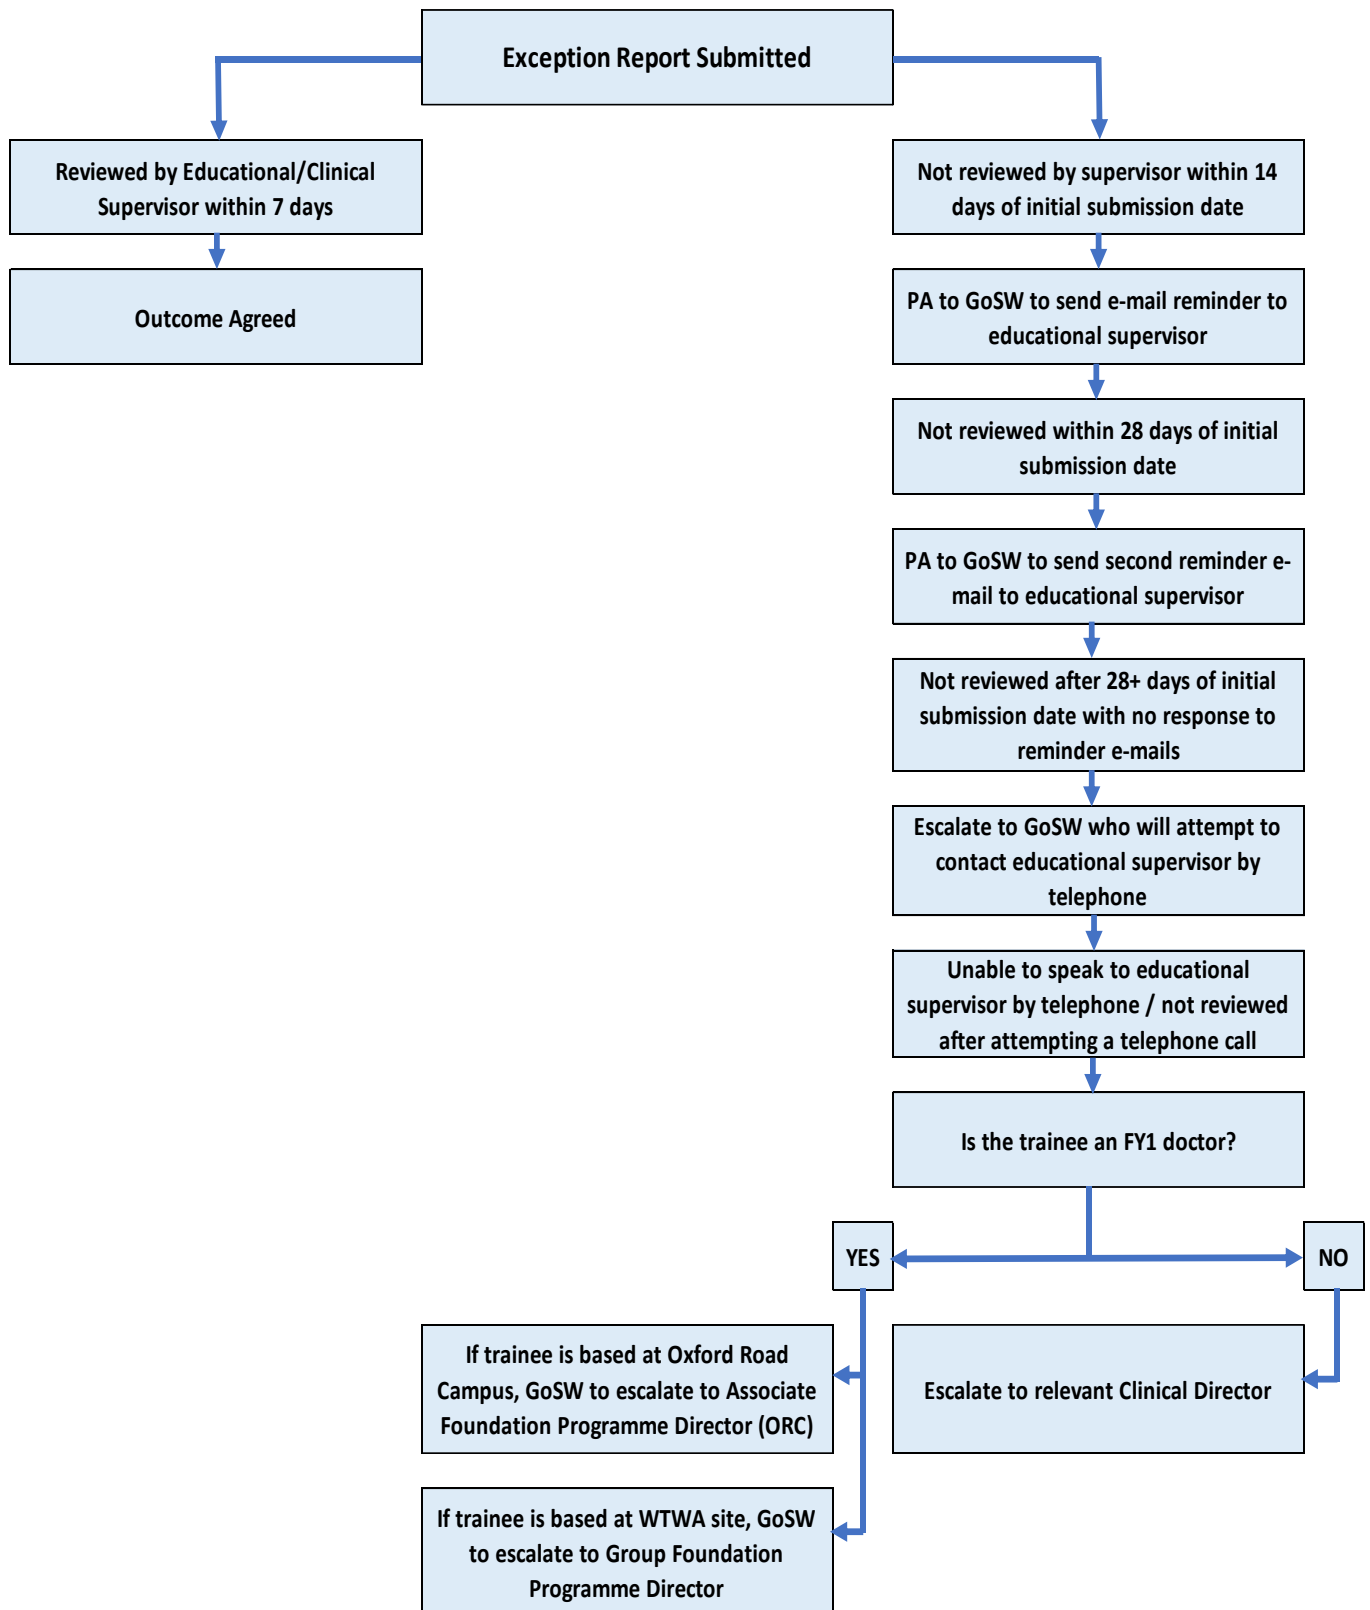 Exception Report Submitted
Reviewed by Educational/Clinical
Supervisor within 7 days
Outcome Agreed
Not reviewed by supervisor within 14
days of initial submission date
PA to GoSW to send e-mail reminder to
educational supervisor
Not reviewed within 28 days of initial
submission date
PA to GoSW to send second reminder e-
mail to educational supervisor
Not reviewed after 28+ days of initial
submission date with no response to
reminder e-mails
Escalate to GoSW who will attempt to
contact educational supervisor by
telephone
Unable to speak to educational
supervisor by telephone / not reviewed
after attempting a telephone call
Is the trainee an FY1 doctor?
YES
NO
If trainee is based at Oxford Road
Campus, GoSW to escalate to Associate
Foundation Programme Director (ORC)
Escalate to relevant Clinical Director
If trainee is based at WTWA site, GoSW
to escalate to Group Foundation
Programme Director